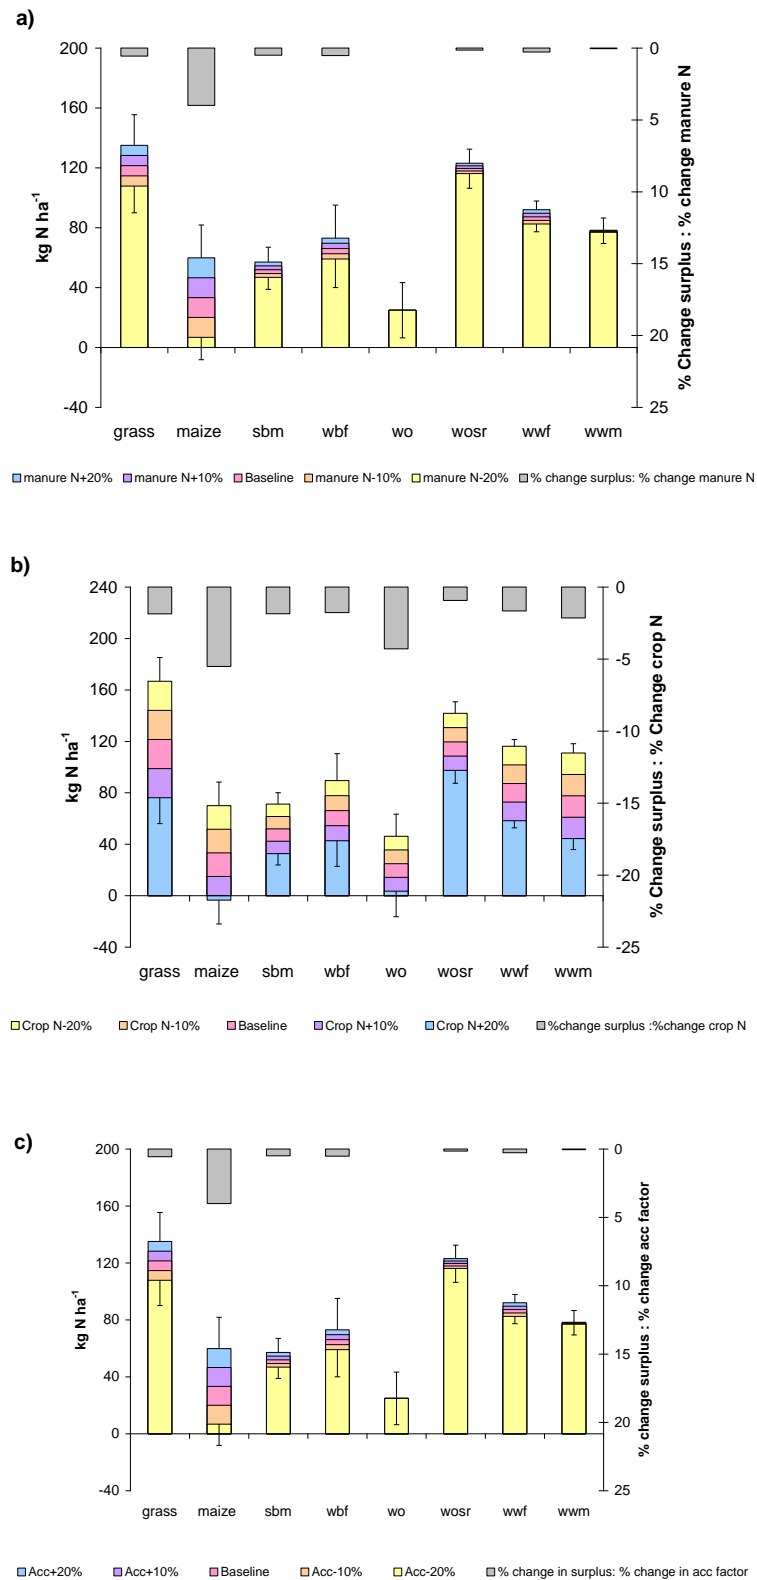 a)
200
160
120
80
40
0
-40
kg N ha-1
0
5
10
15
20
25
% Change surplus : % change manure N
grass maize sbm wbf wo wosr wwf wwm
manure N+20% manure N+10% Baseline manure N-10% manure N-20% % change surplus: % change manure N
b)
240
200
160
120
80
40
0
-40
kg N ha-1
0
-5
-10
-15
-20
-25
% Change surplus : % Change crop N
grass maize sbm wbf wo wosr wwf wwm
Crop N-20% Crop N-10% Baseline Crop N+10% Crop N+20% %change surplus :%change crop N
c)
200
160
120
80
40
0
-40
kg N ha-1
0
5
10
15
20
25
% change surplus : % change acc factor
grass maize sbm wbf wo wosr wwf wwm
Acc+20% Acc+10% Baseline Acc-10% Acc-20% % change in surplus: % change in acc factor